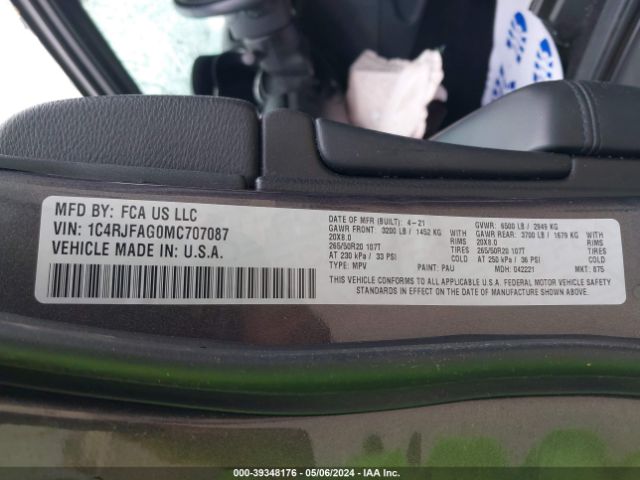 MFD BY: FCA US LLC
VIN: 1C4RJFAG0MC707087
VEHICLE MADE IN: U.S.A.
DATE OF MFR (BUILT): 4-21
GAWR FRONT: 3200 LB / 1452 KG
20X8.0 RIMS
265/50R20 107T TIRES
AT 230 kPa / 33 PSI COLD
TYPE: MPV PAINT: PAU
GVWR: 6500 LB / 2949 KG
GAWR REAR: 3700 LB / 1679 KG
20X8.0 RIMS
265/50R20 107T TIRES
AT 250 kPa / 36 PSI COLD
MDH: 042221 MKT: 875
THIS VEHICLE CONFORMS TO ALL APPLICABLE U.S.A. FEDERAL MOTOR VEHICLE SAFETY
STANDARDS IN EFFECT ON THE DATE OF MANUFACTURE SHOWN ABOVE.
000-39348176 - 05/06/2024 - IAA Inc.